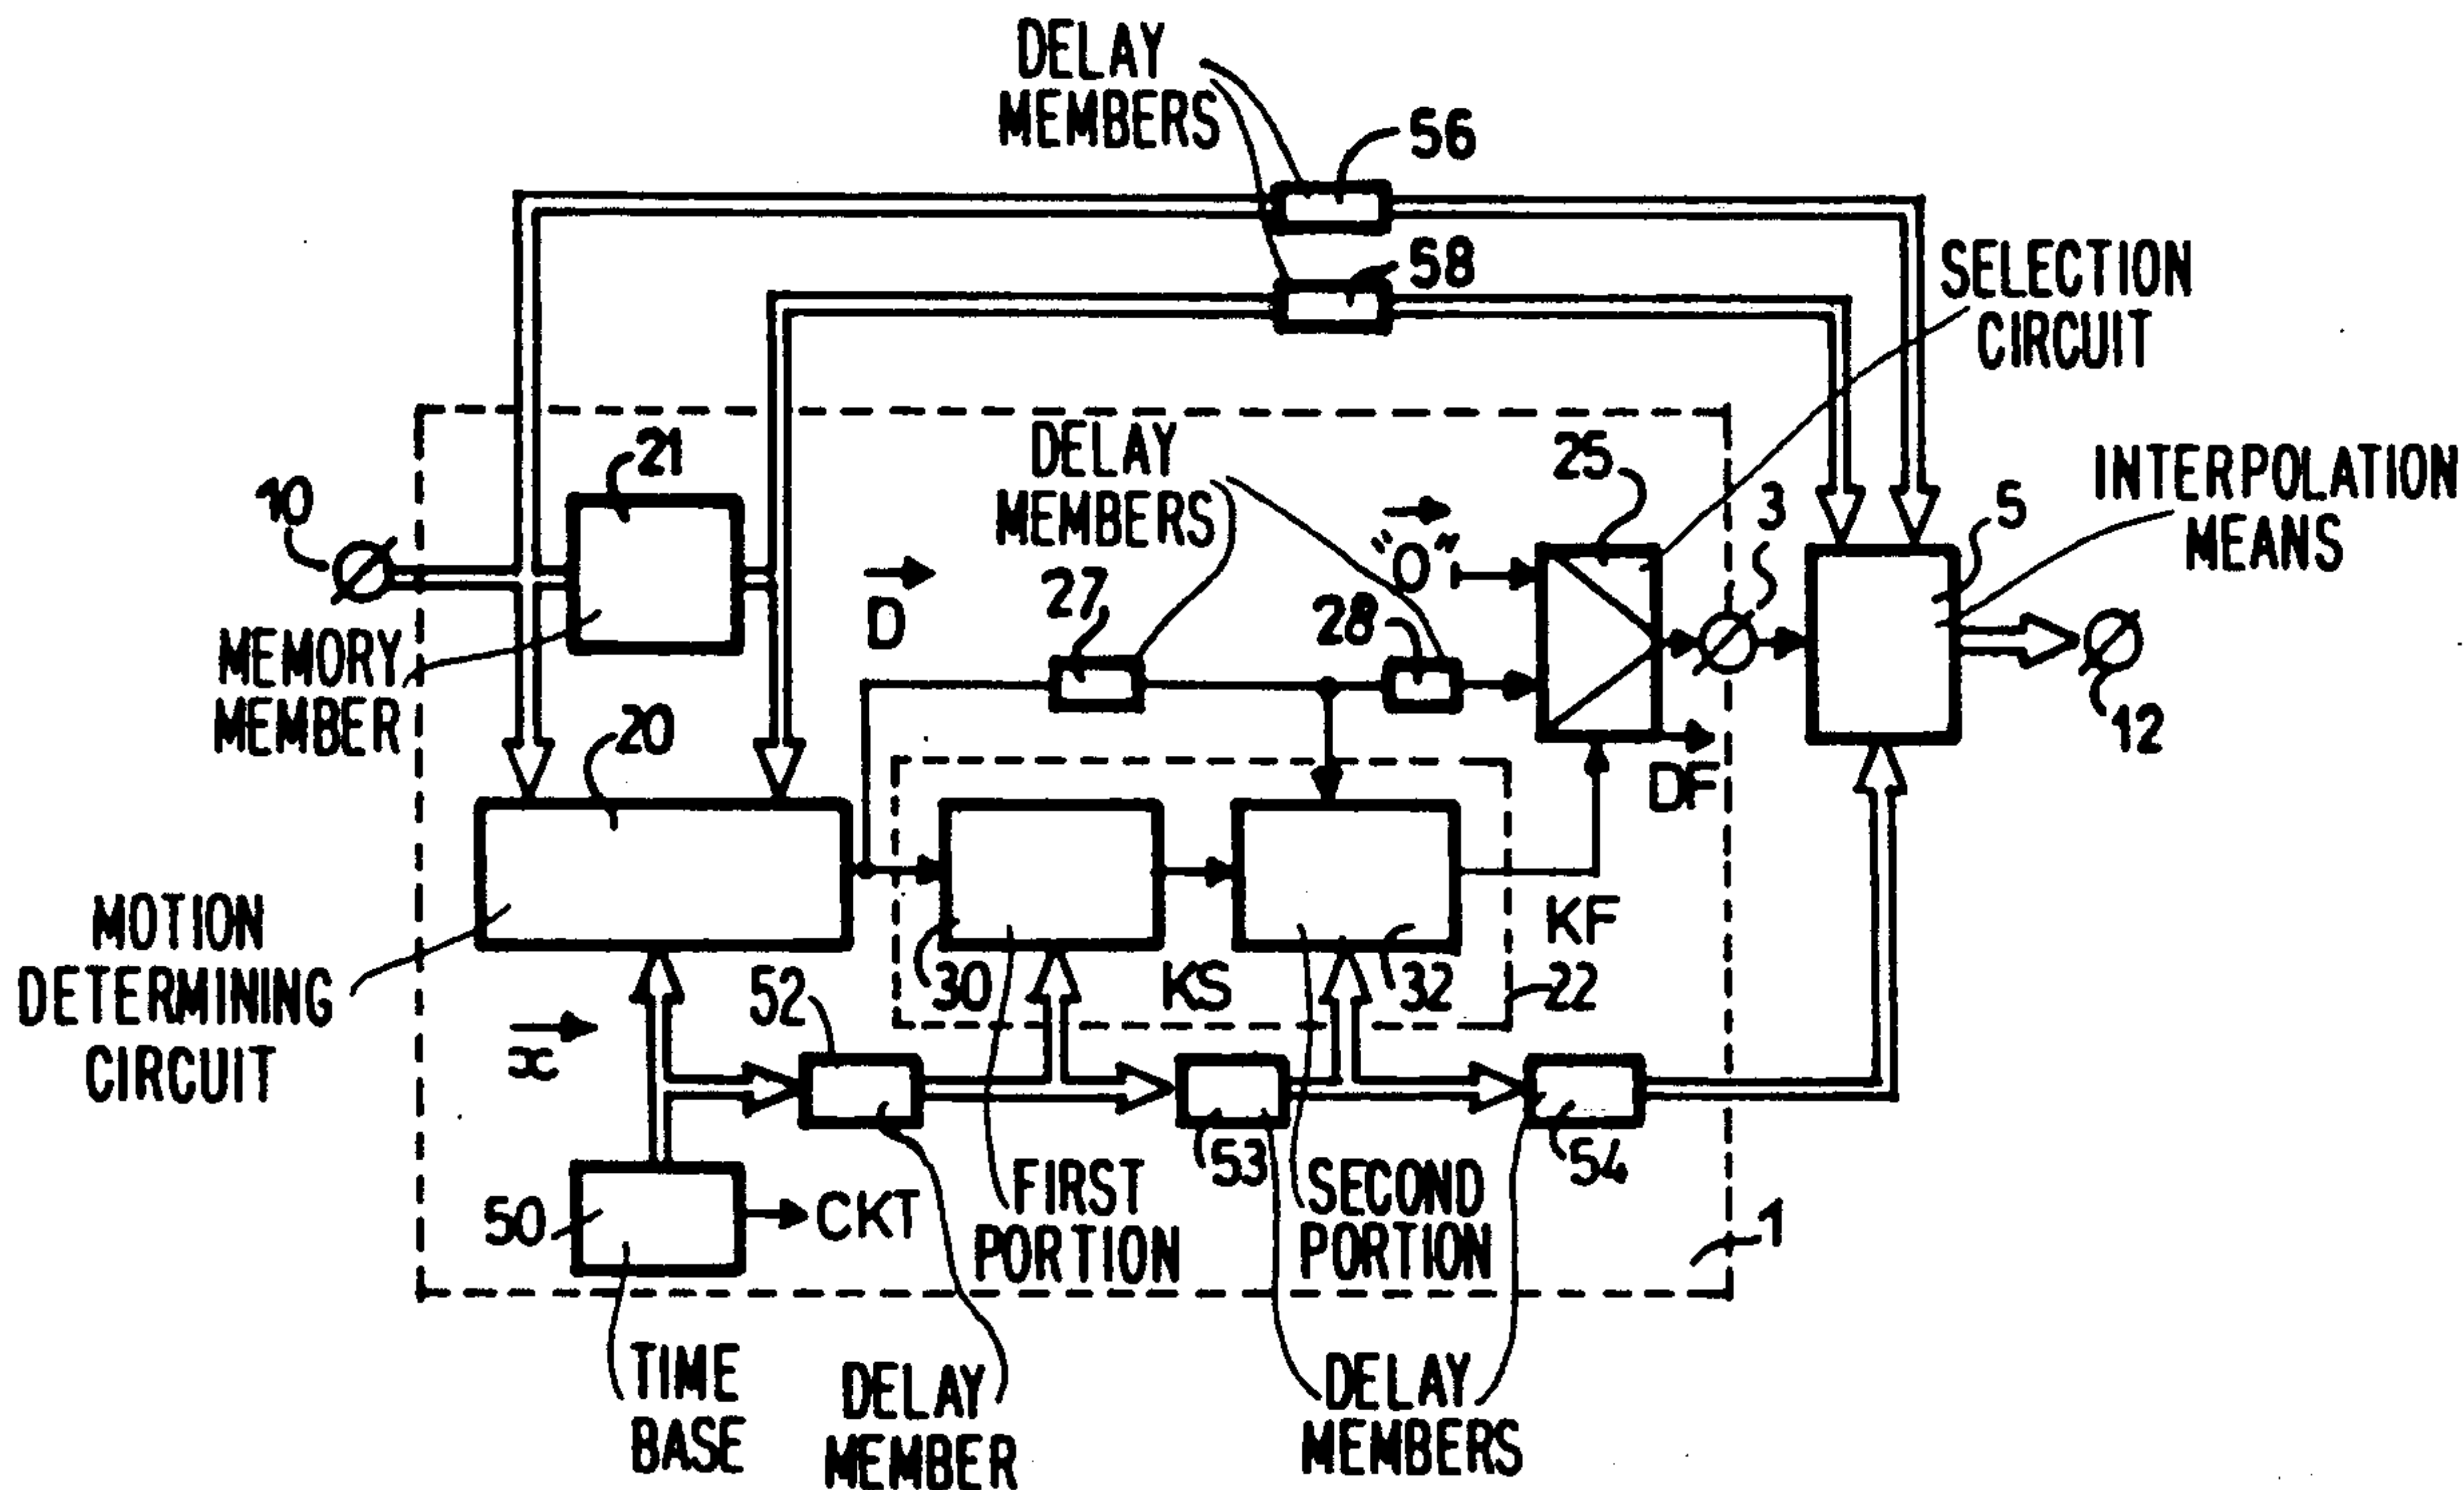 DELAY
MEMBERS
56
58
SELECTION
CIRCUIT
21
DELAY
MEMBERS
25
10
3
5
INTERPOLATION
MEANS
"O"
27
28
D
MEMORY
MEMBER
20
12
DF
MOTION
DETERMINING
CIRCUIT
30
KS
32
KF
22
52
x
53
54
50
CKT
FIRST
PORTION
SECOND
PORTION
1
TIME
BASE
DELAY
MEMBER
DELAY
MEMBERS